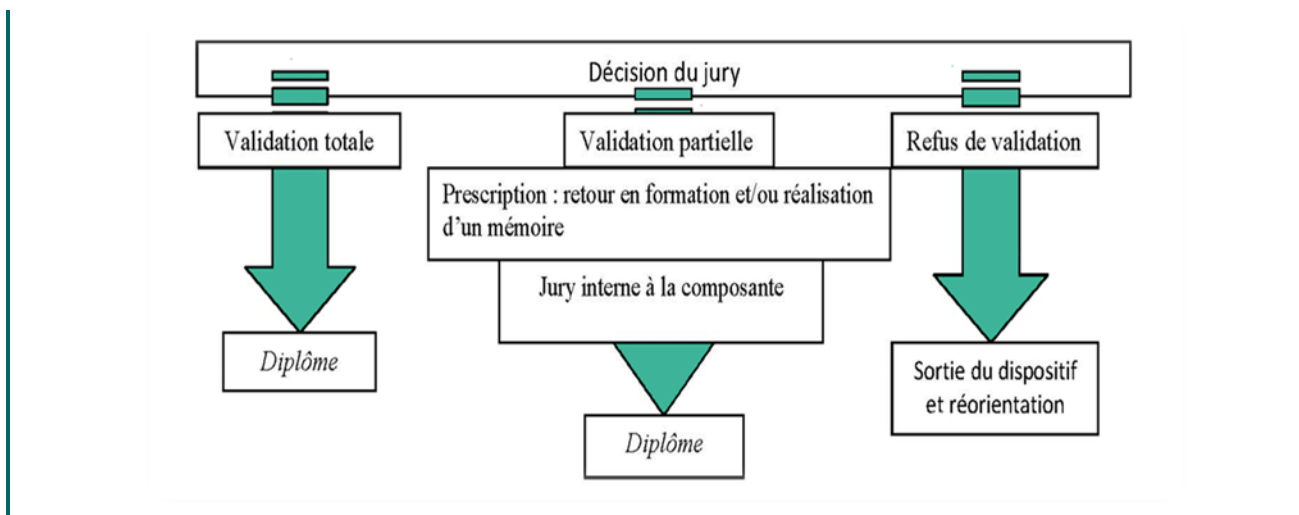 Décision du jury
Validation totale
Validation partielle
Refus de validation
Prescription : retour en formation et/ou réalisation
d’un mémoire
Jury interne à la composante
Diplôme
Sortie du dispositif
et réorientation
Diplôme